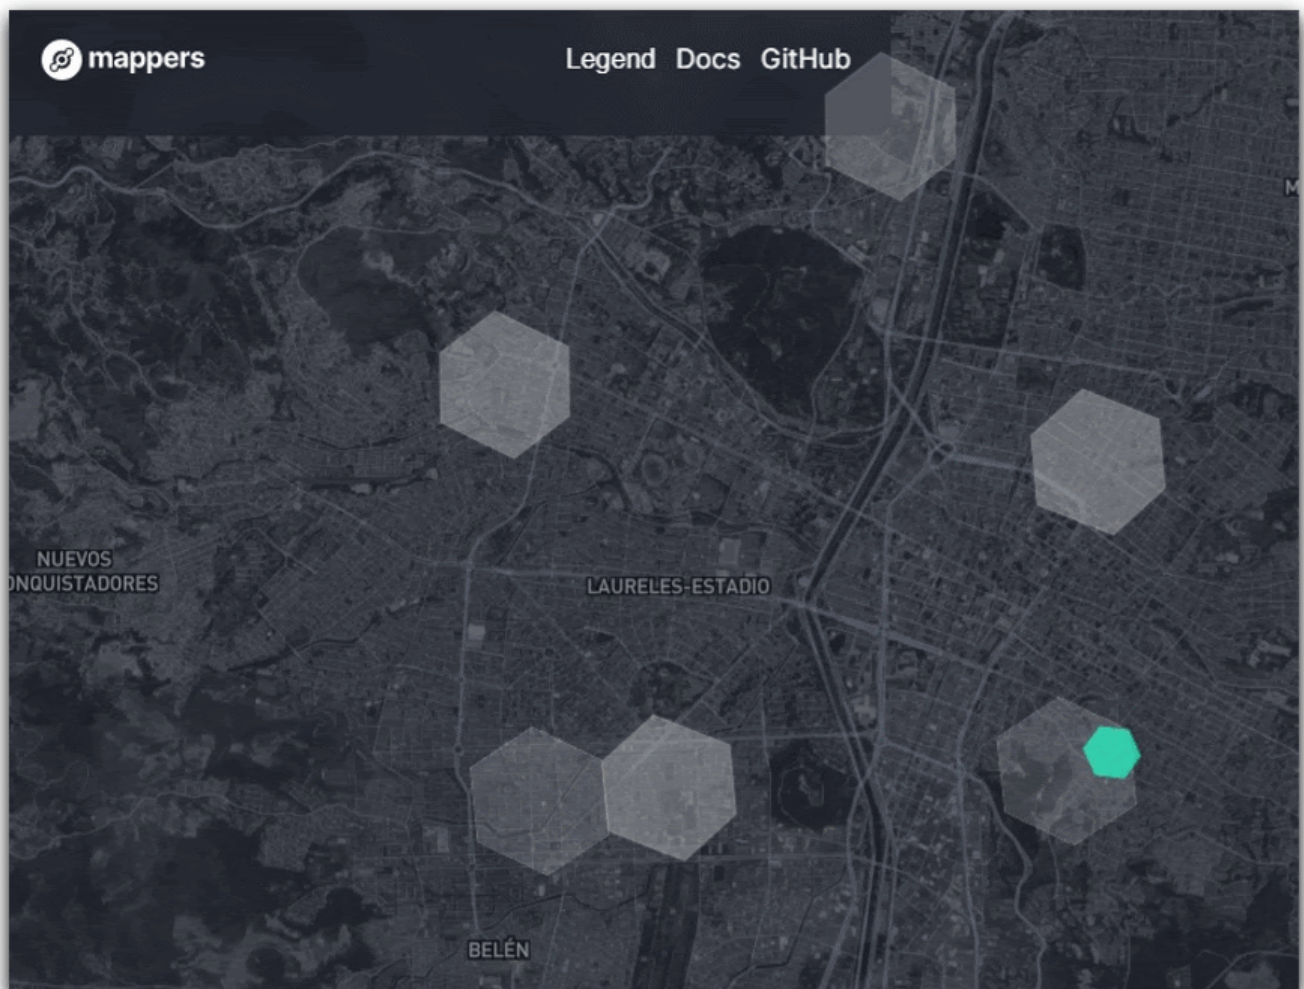 mappers
Legend Docs GitHub
M
NUEVOS
ONQUISTADORES
LAURELES-ESTADIO
BELÉN